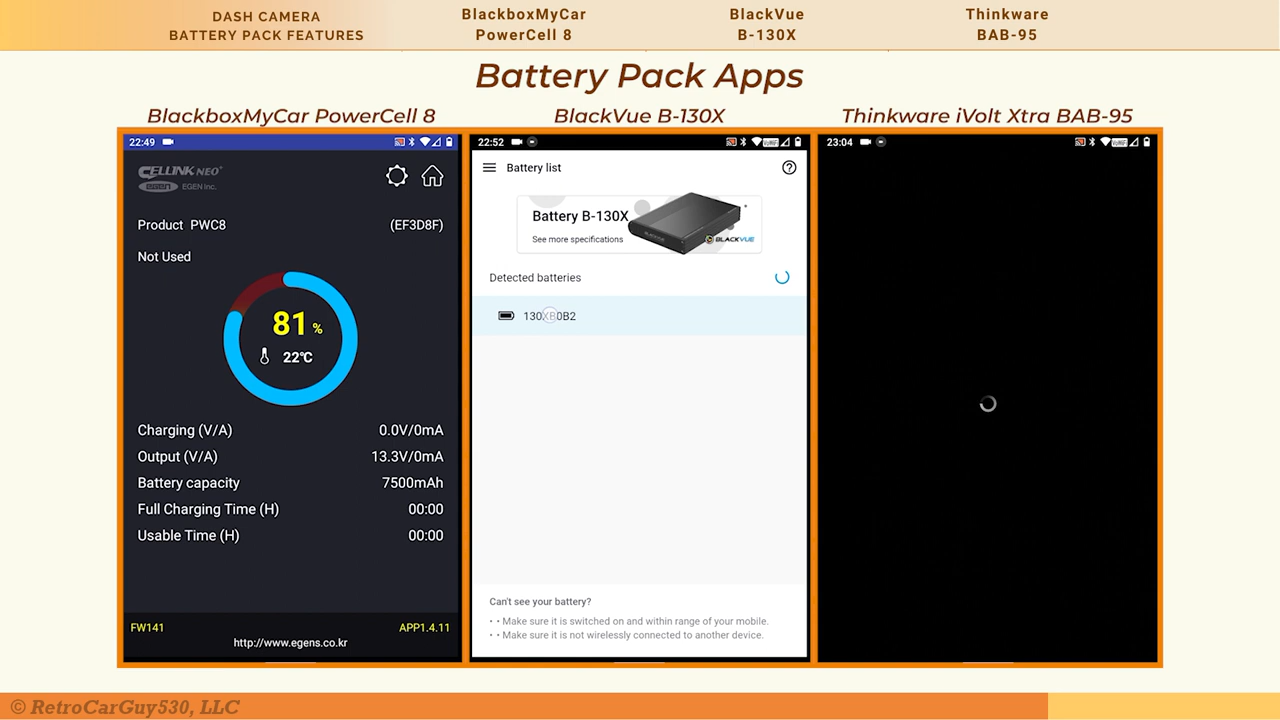 DASH CAMERA
BATTERY PACK FEATURES
BlackboxMyCar
PowerCell 8
BlackVue
B-130X
Thinkware
BAB-95
Battery Pack Apps
BlackboxMyCar PowerCell 8
BlackVue B-130X
Thinkware iVolt Xtra BAB-95
22:49
CELLINK NEO
EGEN EGEN Inc.
Product PWC8 (EF3D8F)
Not Used
81 %
22℃
Charging (V/A) 0.0V/0mA
Output (V/A) 13.3V/0mA
Battery capacity 7500mAh
Full Charging Time (H) 00:00
Usable Time (H) 00:00
FW141 APP1.4.11
http://www.egens.co.kr
22:52
Battery list
Battery B-130X
See more specifications
BLACKVUE
Detected batteries
130XB0B2
Can't see your battery?
• • Make sure it is switched on and within range of your mobile.
• • Make sure it is not wirelessly connected to another device.
23:04
© RetroCarGuy530, LLC